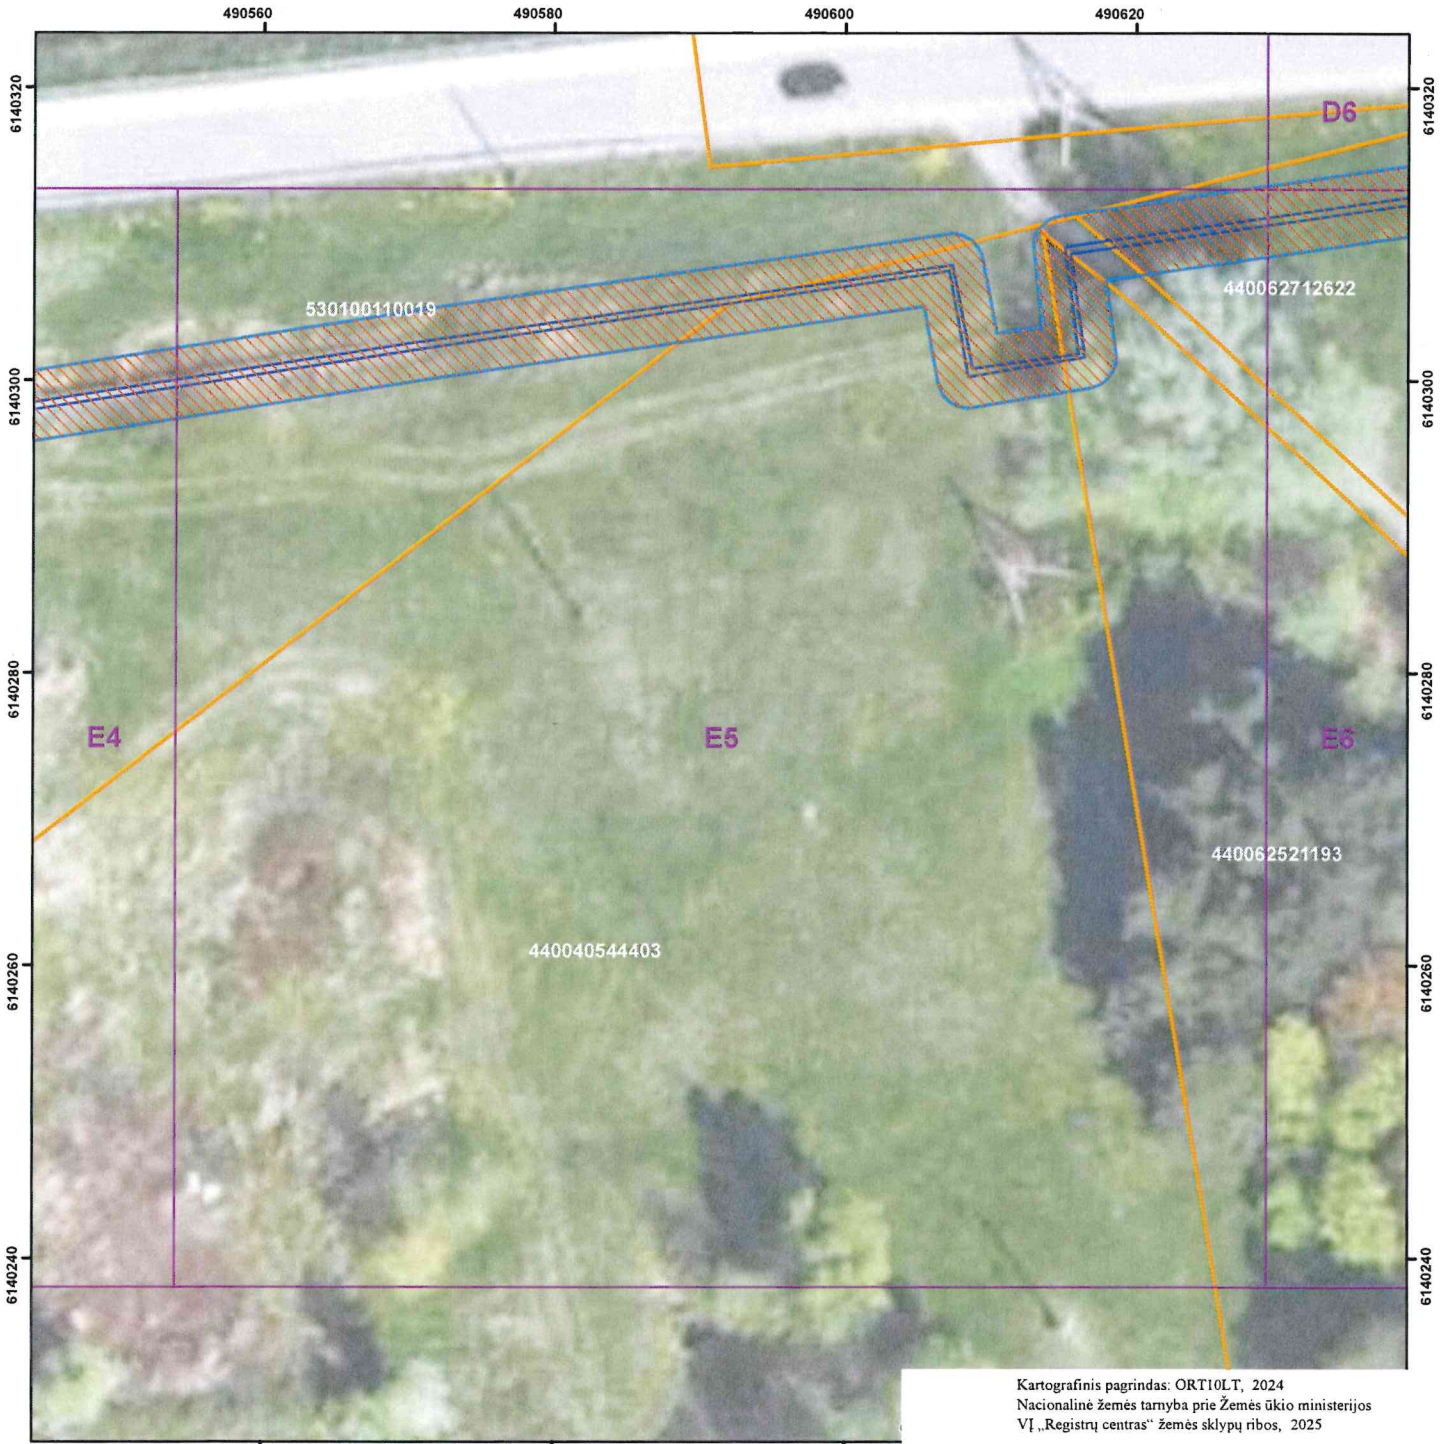 490560 490580 490600 490620
6140320 6140320
D6
530100110019 440062712622
6140300 6140300
6140280 6140280
E4 E5 E6
440062521193
440040544403
6140260 6140260
6140240 6140240
Kartografinis pagrindas: ORT10LT, 2024
Nacionalinė žemės tarnyba prie Žemės ūkio ministerijos
VĮ „Registrų centras“ žemės sklypų ribos, 2025